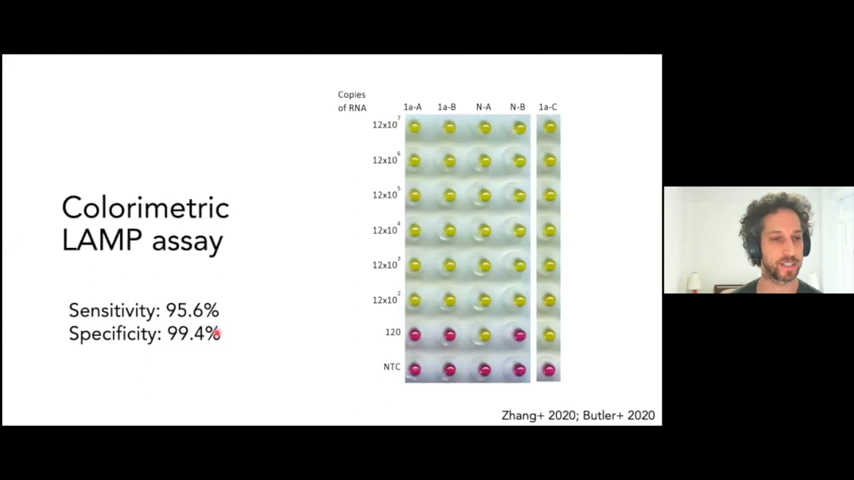 Copies
of RNA
1a-A 1a-B N-A N-B 1a-C
12x10⁷
12x10⁶
12x10⁵
12x10⁴
12x10³
12x10²
120
NTC
Colorimetric
LAMP assay
Sensitivity: 95.6%
Specificity: 99.4%
Zhang+ 2020; Butler+ 2020